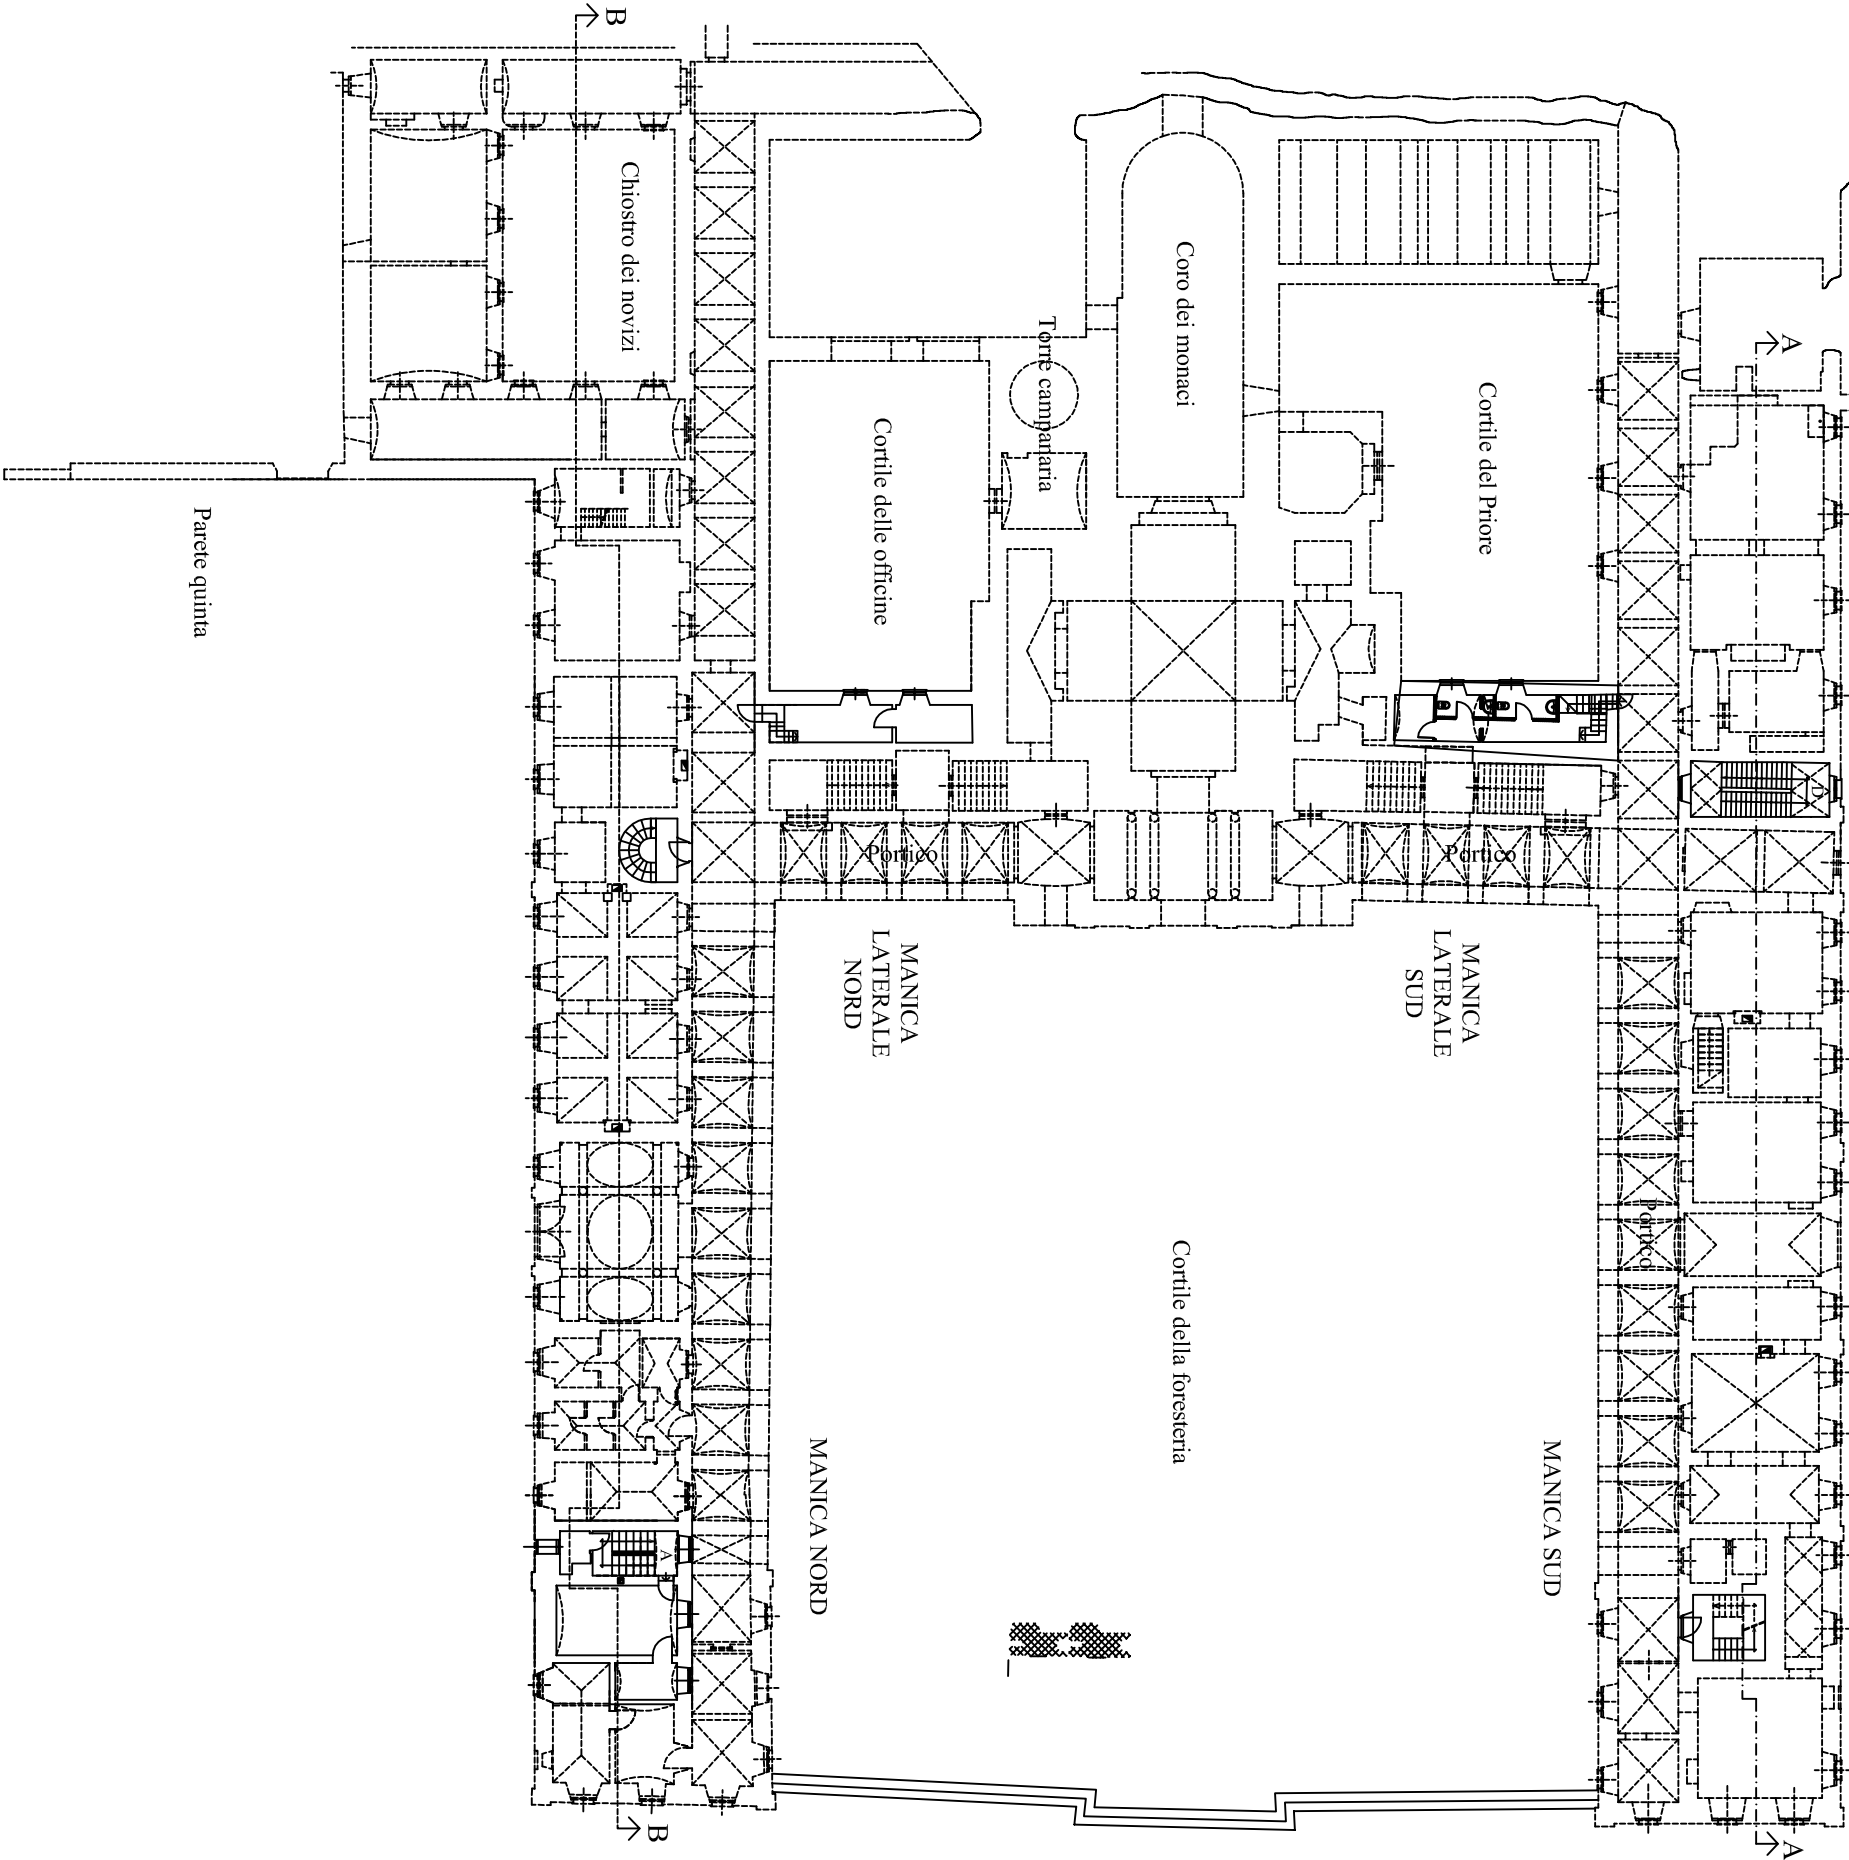 B
A
Chiostro dei novizi
Coro dei monaci
Torre campanaria
Cortile delle officine
Cortile del Priore
Parete quinta
D
Portico
Portico
MANICA
LATERALE
NORD
MANICA
LATERALE
SUD
Portico
Cortile della foresteria
MANICA NORD
MANICA SUD
A
B
A